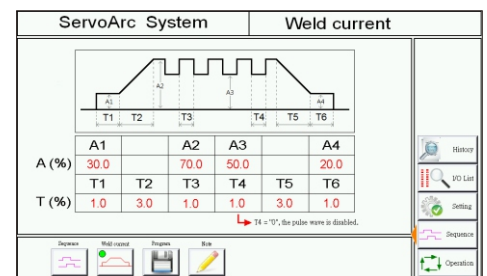 ServoArc System Weld current
A1 A2 A3 A4
T1 T2 T3 T4 T5 T6
A1 A2 A3 A4
A (%) 30.0 70.0 50.0 20.0
T1 T2 T3 T4 T5 T6
T (%) 1.0 3.0 1.0 1.0 3.0 1.0
T4 = "0", the pulse wave is disabled.
History
I/O List
Setting
Sequence
Operation
Sequence Weld current Program Note